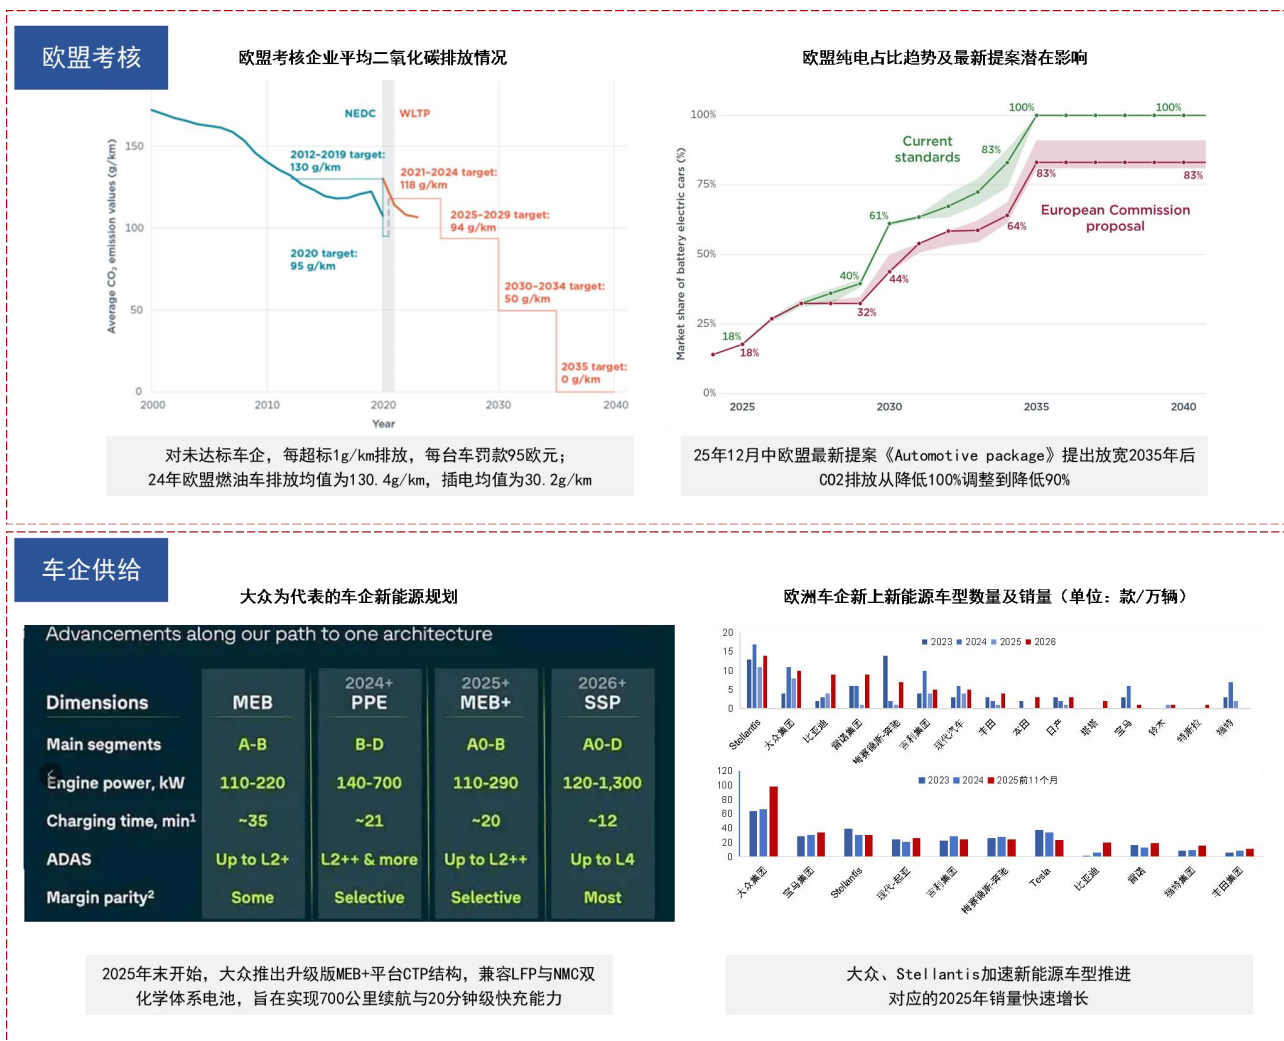 欧盟考核
欧盟考核企业平均二氧化碳排放情况
Average CO₂ emission values (g/km)
150
100
50
0
NEDC
WLTP
2012–2019 target:
130 g/km
2021–2024 target:
118 g/km
2025–2029 target:
94 g/km
2020 target:
95 g/km
2030–2034 target:
50 g/km
2035 target:
0 g/km
2000
2010
2020
2030
2040
Year
对未达标车企，每超标1g/km排放，每台车罚款95欧元；
24年欧盟燃油车排放均值为130.4g/km，插电均值为30.2g/km
欧盟纯电占比趋势及最新提案潜在影响
Market share of battery electric cars (%)
100%
75%
50%
25%
0%
100%
100%
Current
standards
83%
61%
40%
18%
18%
32%
44%
64%
83%
83%
European Commission
proposal
2025
2030
2035
2040
25年12月中欧盟最新提案《Automotive package》提出放宽2035年后
CO2排放从降低100%调整到降低90%
车企供给
大众为代表的车企新能源规划
Advancements along our path to one architecture
Dimensions
MEB
2024+
PPE
2025+
MEB+
2026+
SSP
Main segments
A-B
B-D
A0-B
A0-D
Engine power, kW
110-220
140-700
110-290
120-1,300
Charging time, min¹
~35
~21
~20
~12
ADAS
Up to L2+
L2++ & more
Up to L2++
Up to L4
Margin parity²
Some
Selective
Selective
Most
2025年末开始，大众推出升级版MEB+平台CTP结构，兼容LFP与NMC双
化学体系电池，旨在实现700公里续航与20分钟级快充能力
欧洲车企新上新能源车型数量及销量（单位：款/万辆）
20
15
10
5
0
2023
2024
2025
2026
Stellantis
大众集团
比亚迪
雷诺集团
梅赛德斯-奔驰
吉利集团
现代汽车
丰田
本田
日产
塔塔
宝马
铃木
特斯拉
福特
120
100
80
60
40
20
0
2023
2024
2025前11个月
大众集团
宝马集团
Stellantis
现代-起亚
吉利集团
梅赛德斯-奔驰
Tesla
比亚迪
雷诺
福特集团
丰田集团
大众、Stellantis加速新能源车型推进
对应的2025年销量快速增长